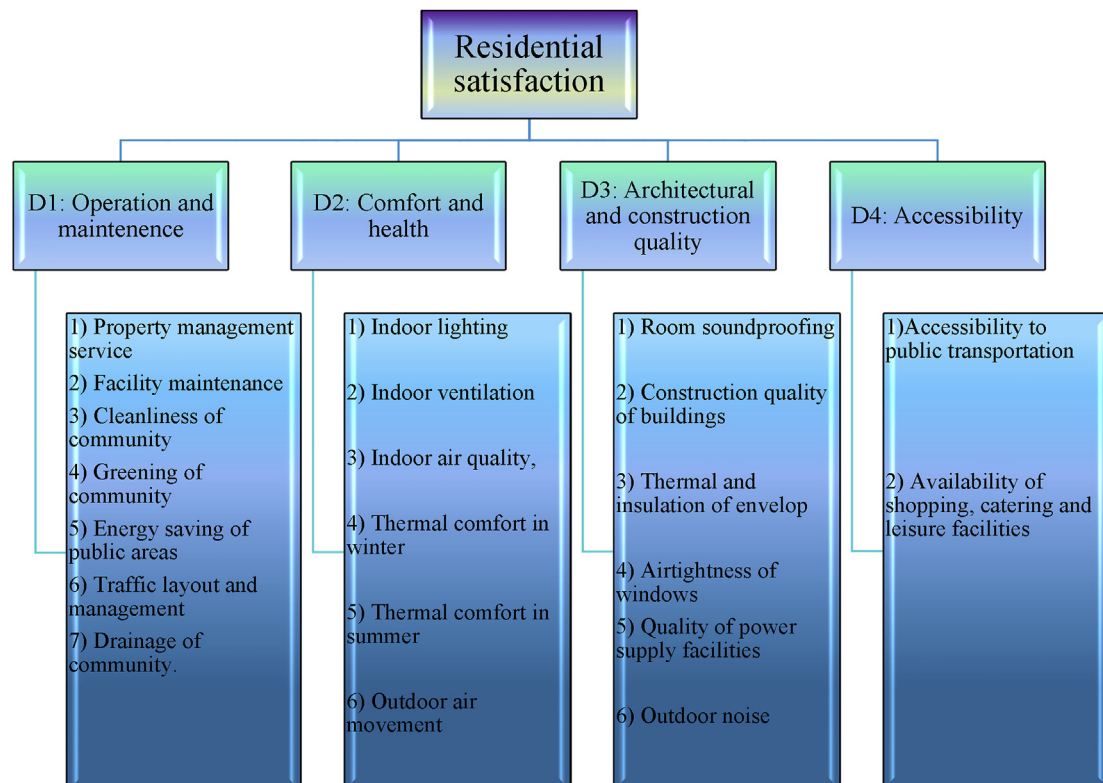 Residential
satisfaction
D1: Operation and
maintenence
D2: Comfort and
health
D3: Architectural
and construction
quality
D4: Accessibility
1) Property management
service
2) Facility maintenance
3) Cleanliness of
community
4) Greening of
community
5) Energy saving of
public areas
6) Traffic layout and
management
7) Drainage of
community.
1) Indoor lighting
2) Indoor ventilation
3) Indoor air quality,
4) Thermal comfort in
winter
5) Thermal comfort in
summer
6) Outdoor air
movement
1) Room soundproofing
2) Construction quality
of buildings
3) Thermal and
insulation of envelop
4) Airtightness of
windows
5) Quality of power
supply facilities
6) Outdoor noise
1)Accessibility to
public transportation
2) Availability of
shopping, catering and
leisure facilities